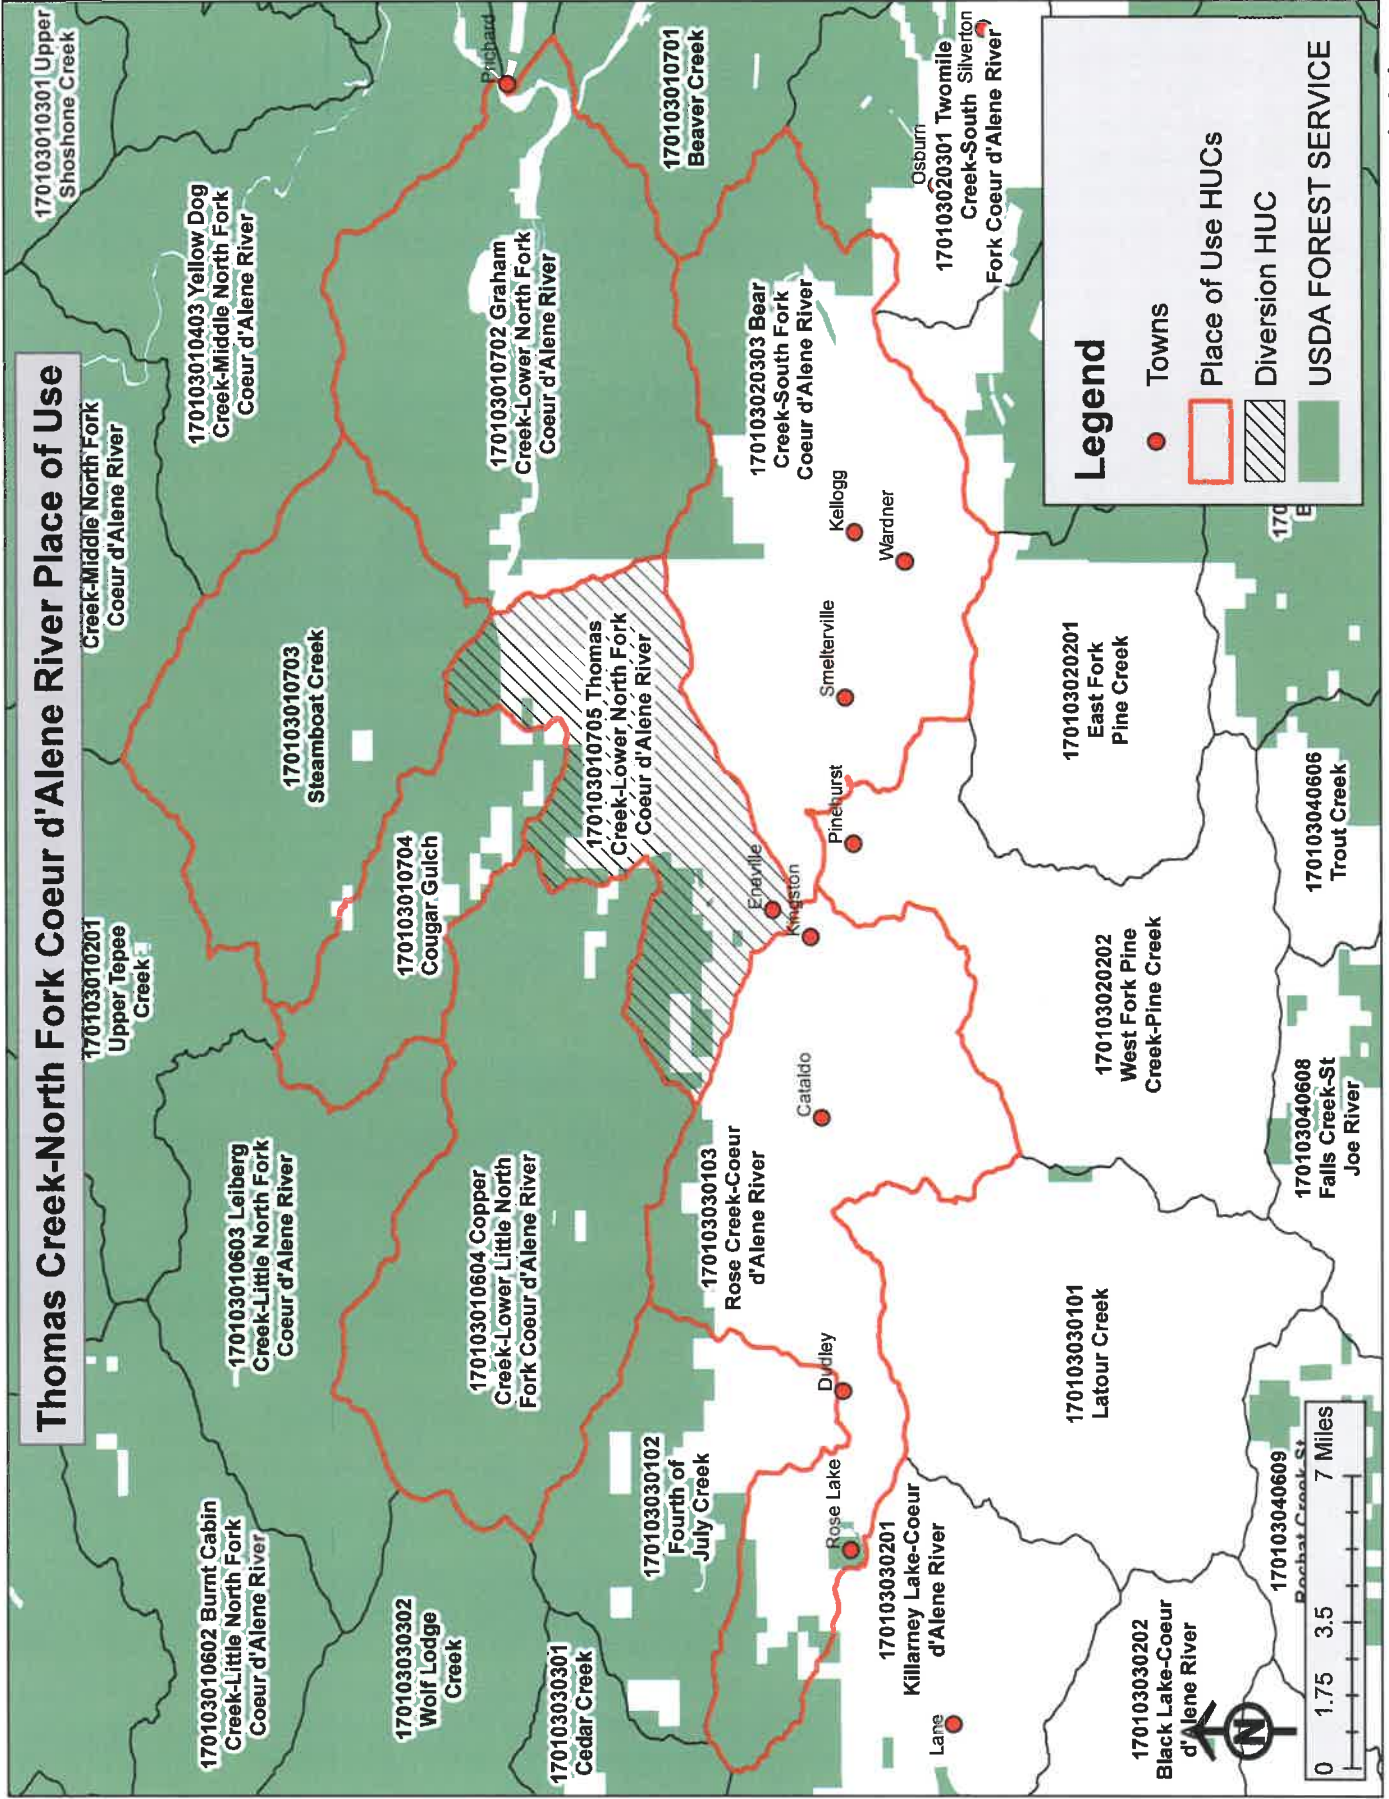 Thomas Creek-North Fork Coeur d'Alene River Place of Use
170103010301 Upper
Shoshone Creek
Creek-Middle North Fork
Coeur d'Alene River
170103010403 Yellow Dog
Creek-Middle North Fork
Coeur d'Alene River
170103010201
Upper Tepee
Creek
170103010602 Burnt Cabin
Creek-Little North Fork
Coeur d'Alene River
170103010603 Leiberg
Creek-Little North Fork
Coeur d'Alene River
170103010703
Steamboat Creek
170103010704
Cougar Gulch
Prichard
170103010702 Graham
Creek-Lower North Fork
Coeur d'Alene River
170103010701
Beaver Creek
170103030302
Wolf Lodge
Creek
170103010604 Copper
Creek-Lower Little North
Fork Coeur d'Alene River
170103010705 Thomas
Creek-Lower North Fork
Coeur d'Alene River
170103030301
Cedar Creek
170103030102
Fourth of
July Creek
170103030103
Rose Creek-Coeur
d'Alene River
170103020303 Bear
Creek-South Fork
Coeur d'Alene River
Osburn
Silverton
170103020301 Twomile
Creek-South
Fork Coeur d'Alene River
Enaville
Kingston
Cataldo
Pinehurst
Smelterville
Kellogg
Wardner
Dudley
Rose Lake
Lane
170103030201
Killarney Lake-Coeur
d'Alene River
170103030101
Latour Creek
170103020202
West Fork Pine
Creek-Pine Creek
170103020201
East Fork
Pine Creek
170103030202
Black Lake-Coeur
d'Alene River
170103040609
Rochat Creek-St
170103040608
Falls Creek-St
Joe River
170103040606
Trout Creek
170
Legend
Towns
Place of Use HUCs
Diversion HUC
USDA FOREST SERVICE
N
0 1.75 3.5 7 Miles